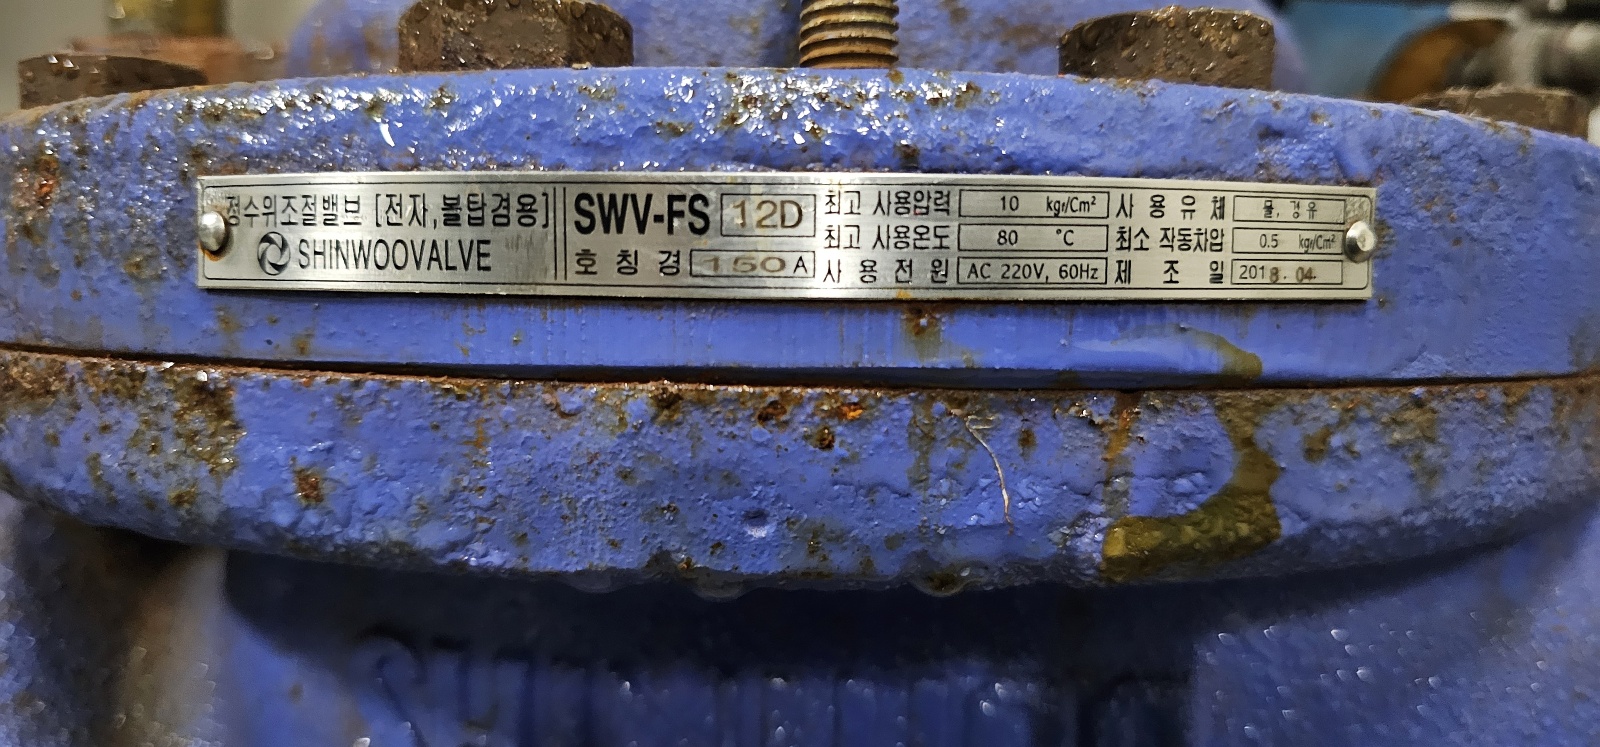 정수위조절밸브 [전자,볼탑겸용]
SHINWOOVALVE
SWV-FS 12D
호칭경 150A
최고 사용압력 10 kgf/Cm²
최고 사용온도 80 °C
사용전원 AC 220V, 60Hz
사용유체 물, 경유
최소 작동차압 0.5 kgf/Cm²
제조일 2018.04